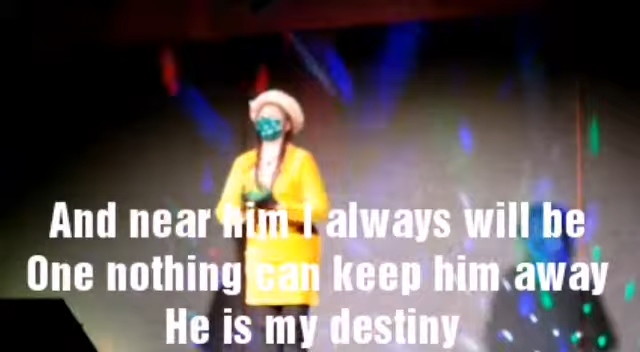 And near him I always will be
One nothing can keep him away
He is my destiny